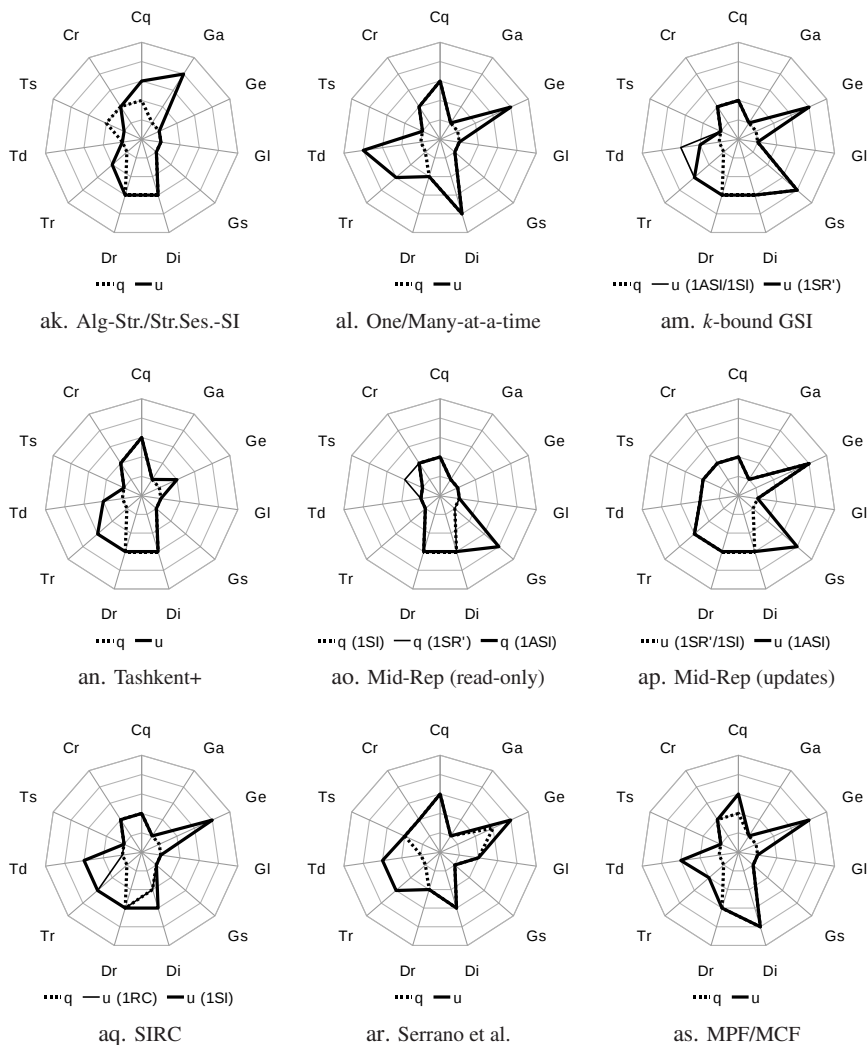 Cq
Cr Ga
Ts Ge
Td Gl
Tr Gs
Dr Di
q u
ak. Alg-Str./Str.Ses.-SI
Cq
Cr Ga
Ts Ge
Td Gl
Tr Gs
Dr Di
q u
al. One/Many-at-a-time
Cq
Cr Ga
Ts Ge
Td Gl
Tr Gs
Dr Di
q u (1ASI/1SI) u (1SR')
am. k-bound GSI
Cq
Cr Ga
Ts Ge
Td Gl
Tr Gs
Dr Di
q u
an. Tashkent+
Cq
Cr Ga
Ts Ge
Td Gl
Tr Gs
Dr Di
q (1SI) q (1SR') q (1ASI)
ao. Mid-Rep (read-only)
Cq
Cr Ga
Ts Ge
Td Gl
Tr Gs
Dr Di
u (1SR'/1SI) u (1ASI)
ap. Mid-Rep (updates)
Cq
Cr Ga
Ts Ge
Td Gl
Tr Gs
Dr Di
q u (1RC) u (1SI)
aq. SIRC
Cq
Cr Ga
Ts Ge
Td Gl
Tr Gs
Dr Di
q u
ar. Serrano et al.
Cq
Cr Ga
Ts Ge
Td Gl
Tr Gs
Dr Di
q u
as. MPF/MCF